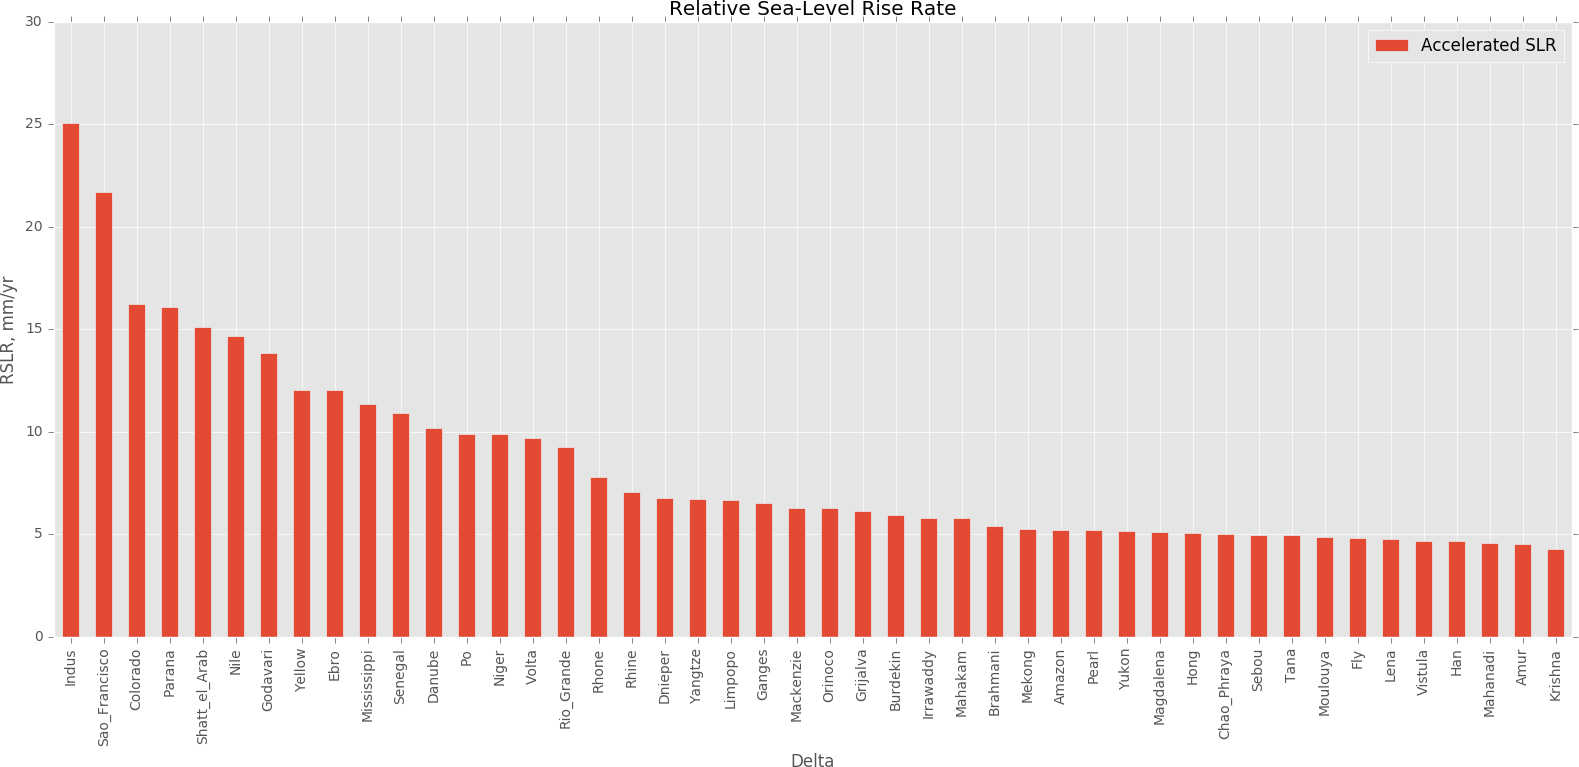 Relative Sea-Level Rise Rate
Accelerated SLR
RSLR, mm/yr
30
25
20
15
10
5
0
Indus
Sao_Francisco
Colorado
Parana
Shatt_el_Arab
Nile
Godavari
Yellow
Ebro
Mississippi
Senegal
Danube
Po
Niger
Volta
Rio_Grande
Rhone
Rhine
Dnieper
Yangtze
Limpopo
Ganges
Mackenzie
Orinoco
Grijalva
Burdekin
Irrawaddy
Mahakam
Brahmani
Mekong
Amazon
Pearl
Yukon
Magdalena
Hong
Chao_Phraya
Sebou
Tana
Moulouya
Fly
Lena
Vistula
Han
Mahanadi
Amur
Krishna
Delta